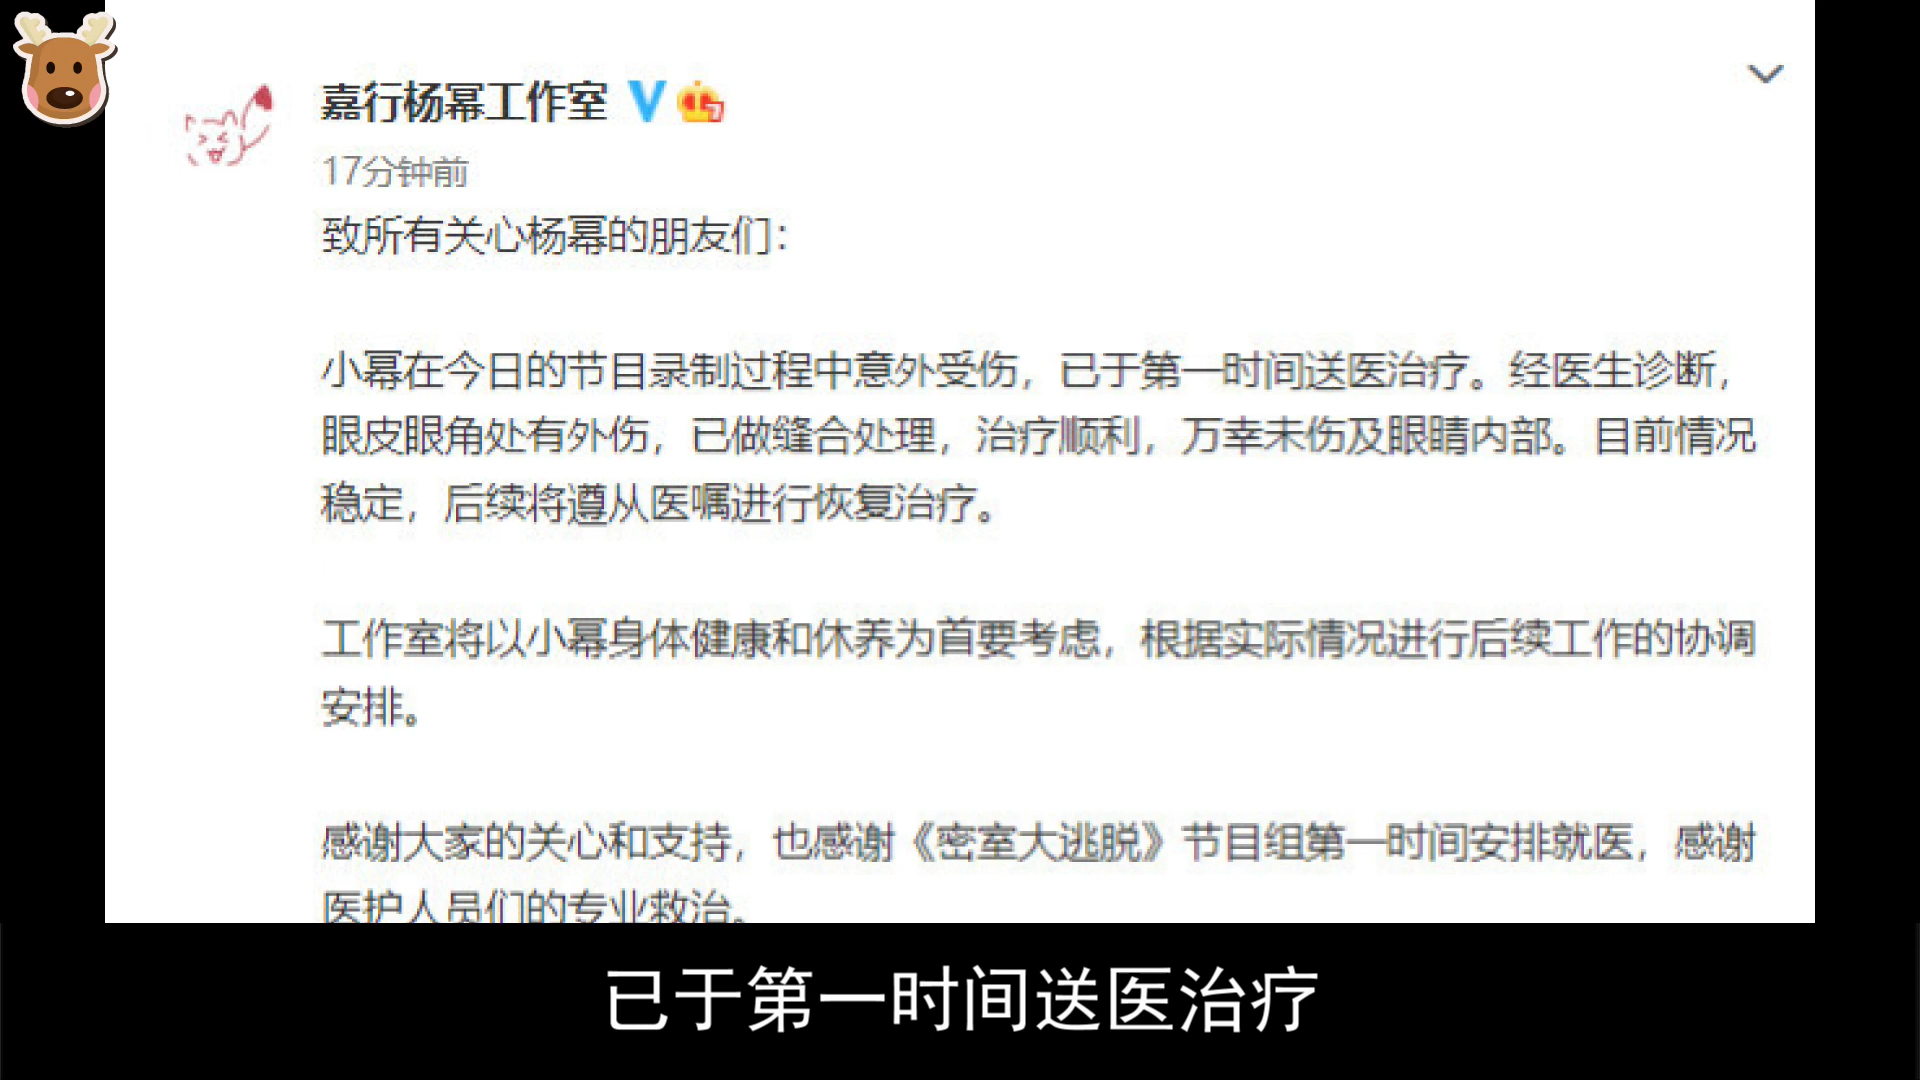 嘉行杨幂工作室
17分钟前
致所有关心杨幂的朋友们：
小幂在今日的节目录制过程中意外受伤，已于第一时间送医治疗。经医生诊断，
眼皮眼角处有外伤，已做缝合处理，治疗顺利，万幸未伤及眼睛内部。目前情况
稳定，后续将遵从医嘱进行恢复治疗。
工作室将以小幂身体健康和休养为首要考虑，根据实际情况进行后续工作的协调
安排。
感谢大家的关心和支持，也感谢《密室大逃脱》节目组第一时间安排就医，感谢
医护人员们的专业救治。
已于第一时间送医治疗